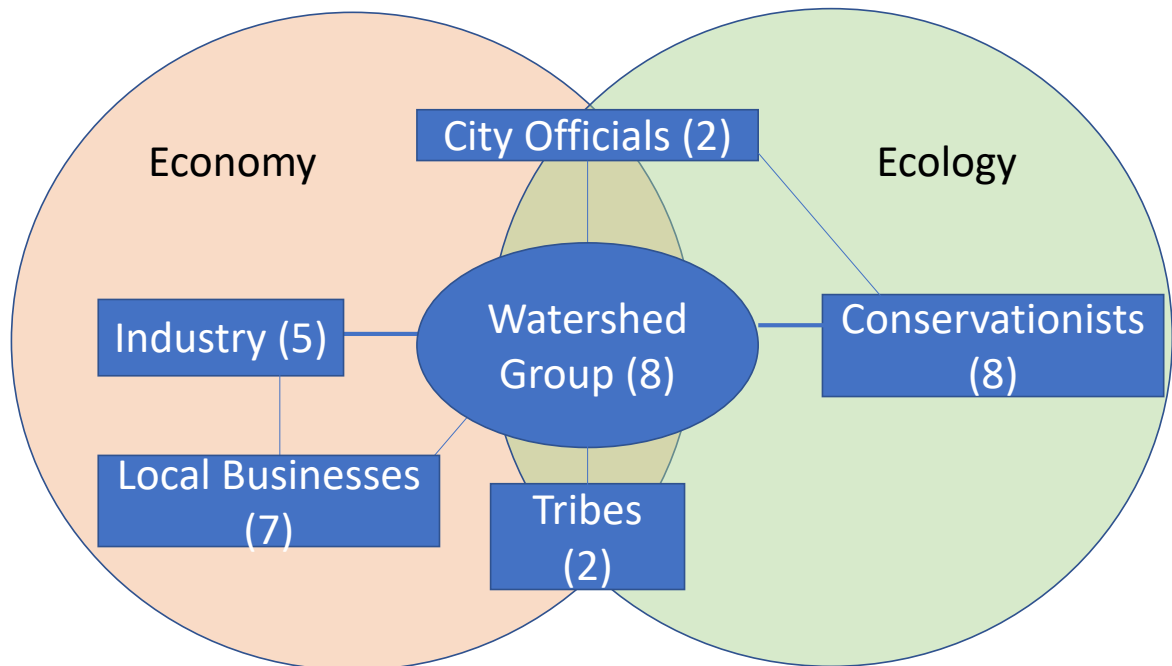 City Officials (2)
Economy
Ecology
Industry (5)
Watershed
Group (8)
Conservationists
(8)
Local Businesses
(7)
Tribes
(2)